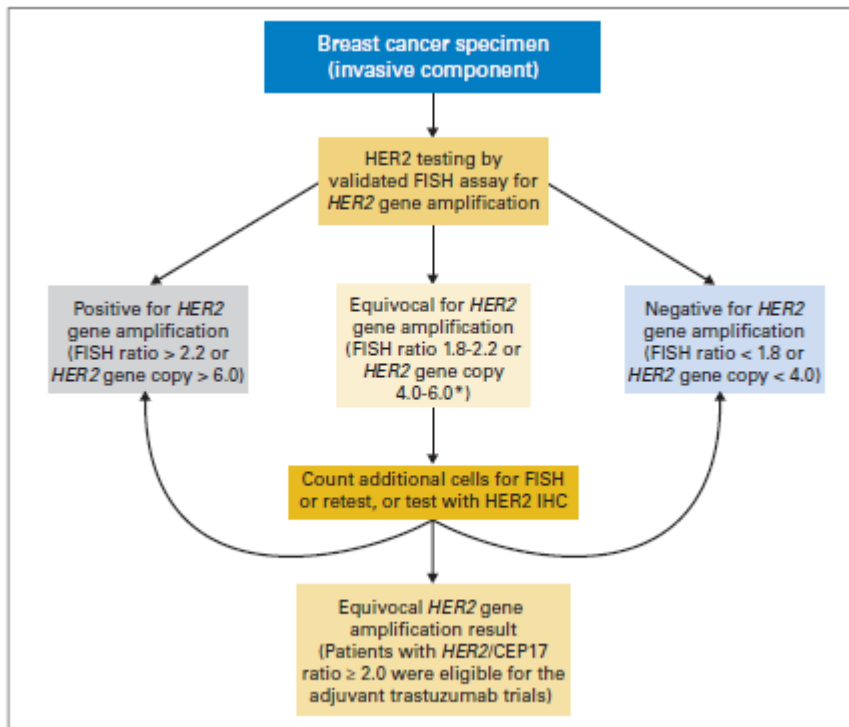 Breast cancer specimen
(invasive component)
HER2 testing by
validated FISH assay for
HER2 gene amplification
Positive for HER2
gene amplification
(FISH ratio > 2.2 or
HER2 gene copy > 6.0)
Equivocal for HER2
gene amplification
(FISH ratio 1.8-2.2 or
HER2 gene copy
4.0-6.0*)
Negative for HER2
gene amplification
(FISH ratio < 1.8 or
HER2 gene copy < 4.0)
Count additional cells for FISH
or retest, or test with HER2 IHC
Equivocal HER2 gene
amplification result
(Patients with HER2/CEP17
ratio ≥ 2.0 were eligible for the
adjuvant trastuzumab trials)